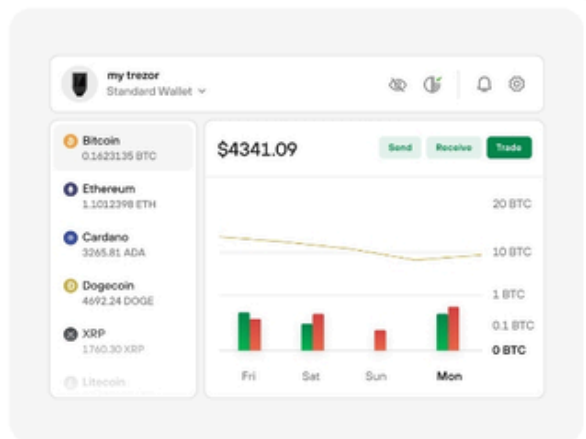 my trezor
Standard Wallet
Bitcoin
0.1623135 BTC
Ethereum
1.1012398 ETH
Cardano
3265.81 ADA
Dogecoin
4692.24 DOGE
XRP
1760.30 XRP
Litecoin
$4341.09
Send
Receive
Trade
20 BTC
10 BTC
1 BTC
0.1 BTC
0 BTC
Fri Sat Sun Mon